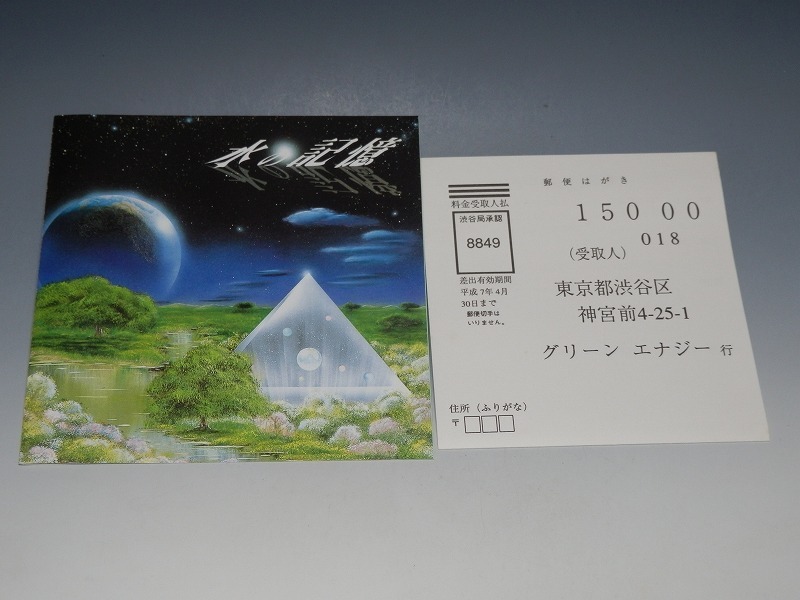 水の記憶
郵便はがき
料金受取人払
渋谷局承認
8849
差出有効期間
平成7年4月
30日まで
郵便切手は
いりません。
150 00
018
（受取人）
東京都渋谷区
神宮前4-25-1
グリーン エナジー 行
住所（ふりがな）
〒